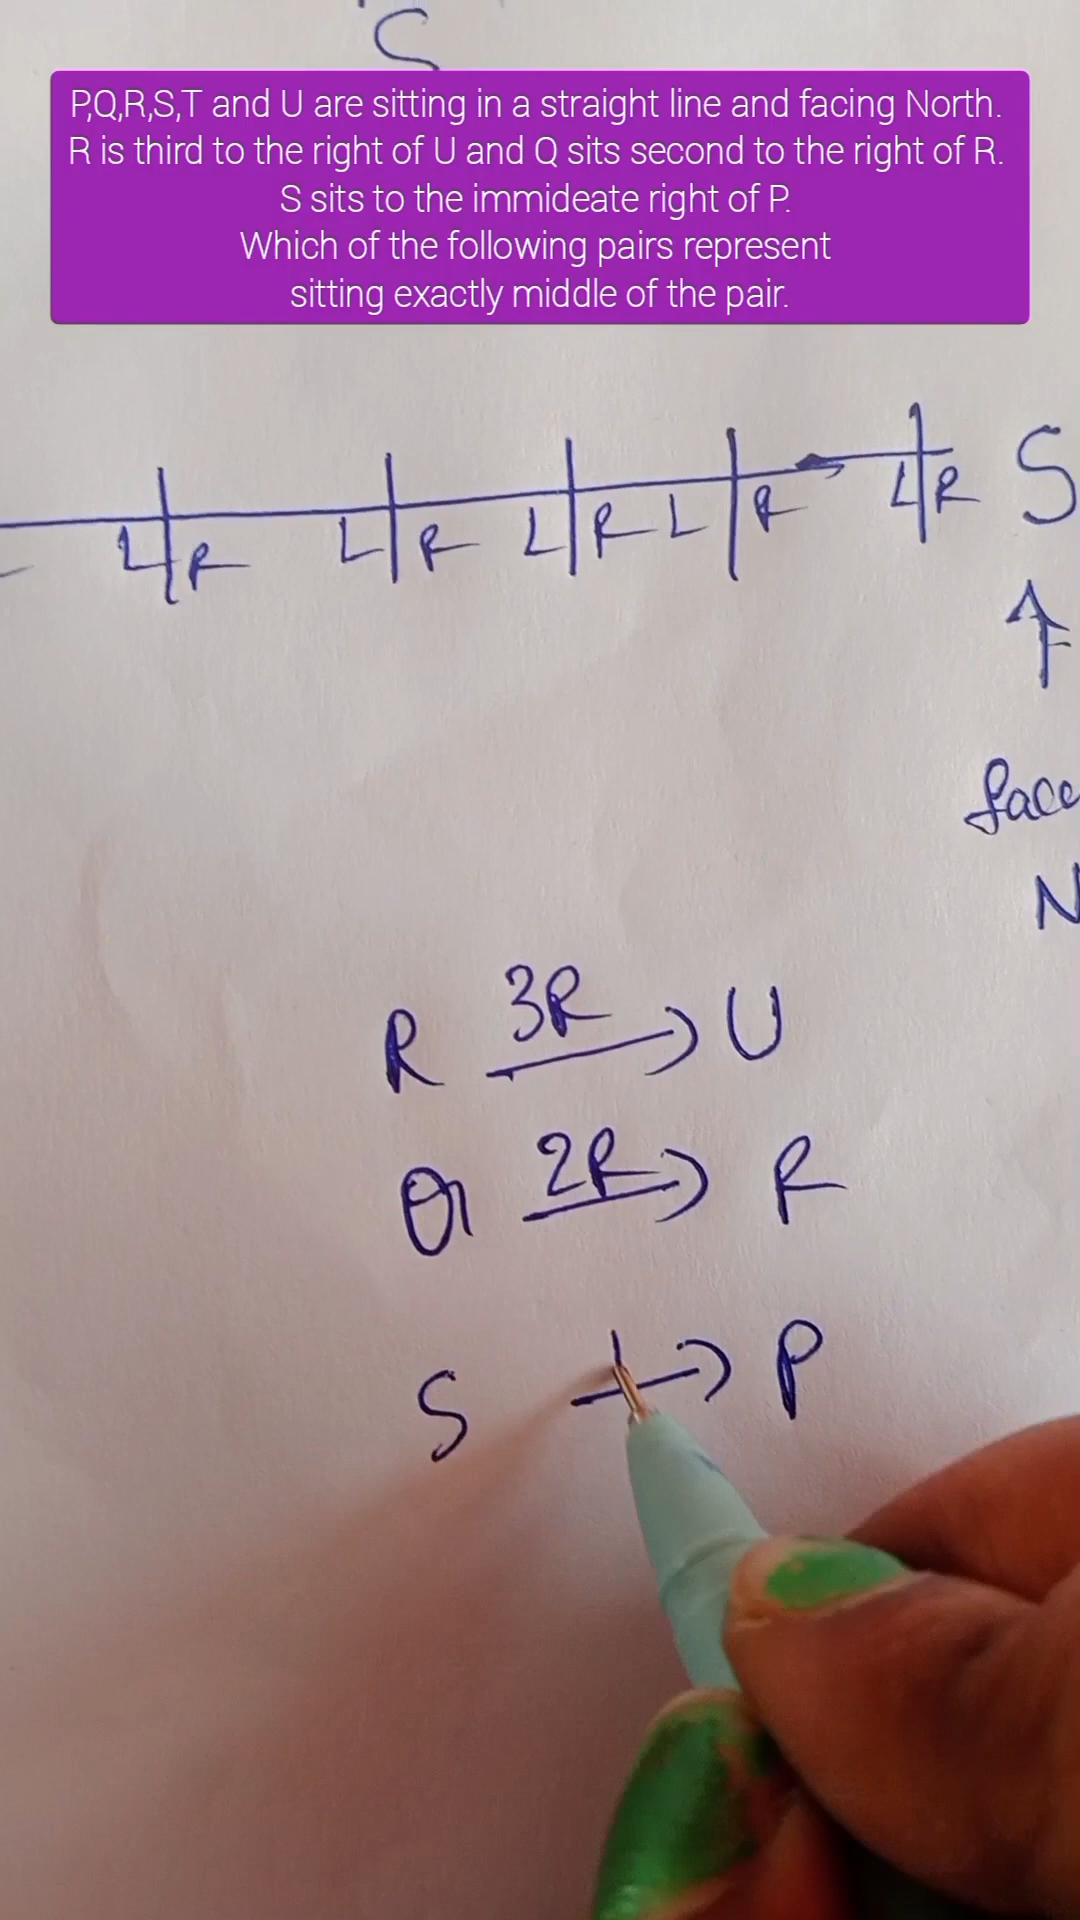 S
P,Q,R,S,T and U are sitting in a straight line and facing North.
R is third to the right of U and Q sits second to the right of R.
S sits to the immideate right of P.
Which of the following pairs represent
sitting exactly middle of the pair.
L R L R L R L R L R S
face
N
R 3R U
Q 2R R
S P